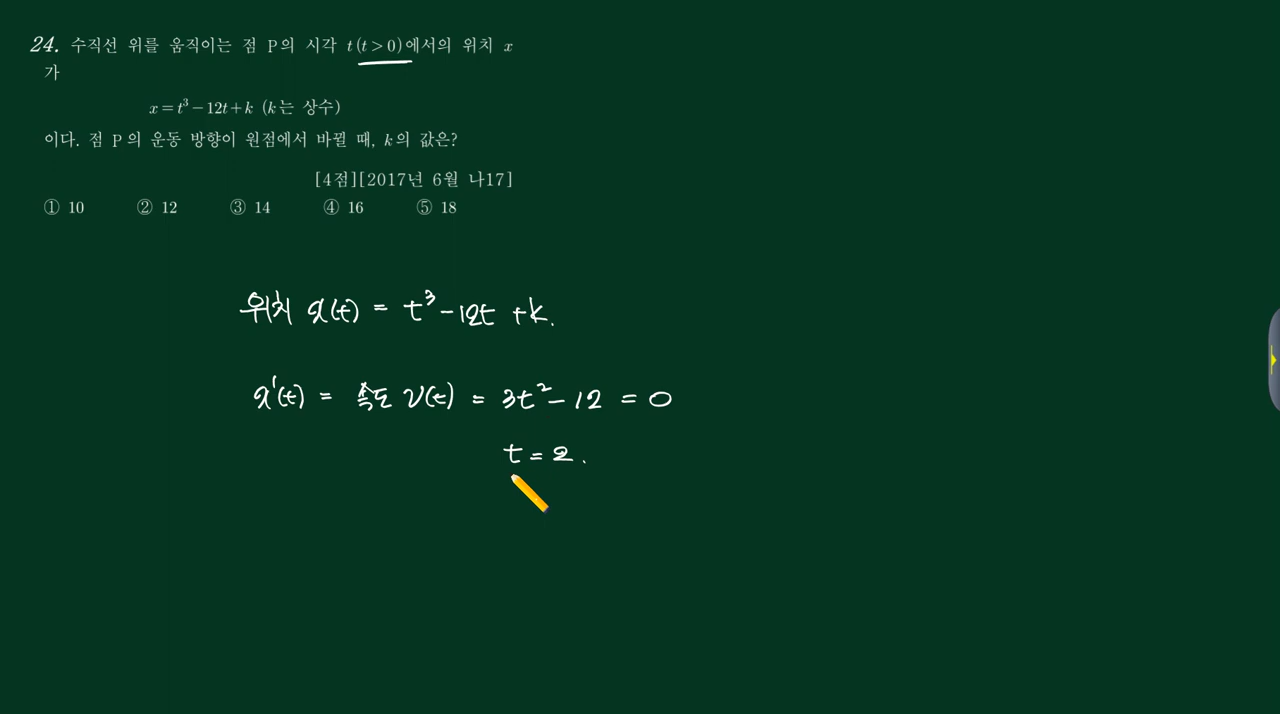 24. 수직선 위를 움직이는 점 P의 시각 t(t>0)에서의 위치 x
가
x=t³-12t+k (k는 상수)
이다. 점 P의 운동 방향이 원점에서 바뀔 때, k의 값은?
[4점][2017년 6월 나17]
① 10 ② 12 ③ 14 ④ 16 ⑤ 18
위치 x(t) = t³-12t +k.
x'(t) = 속도 v(t) = 3t²-12 = 0
t=2.